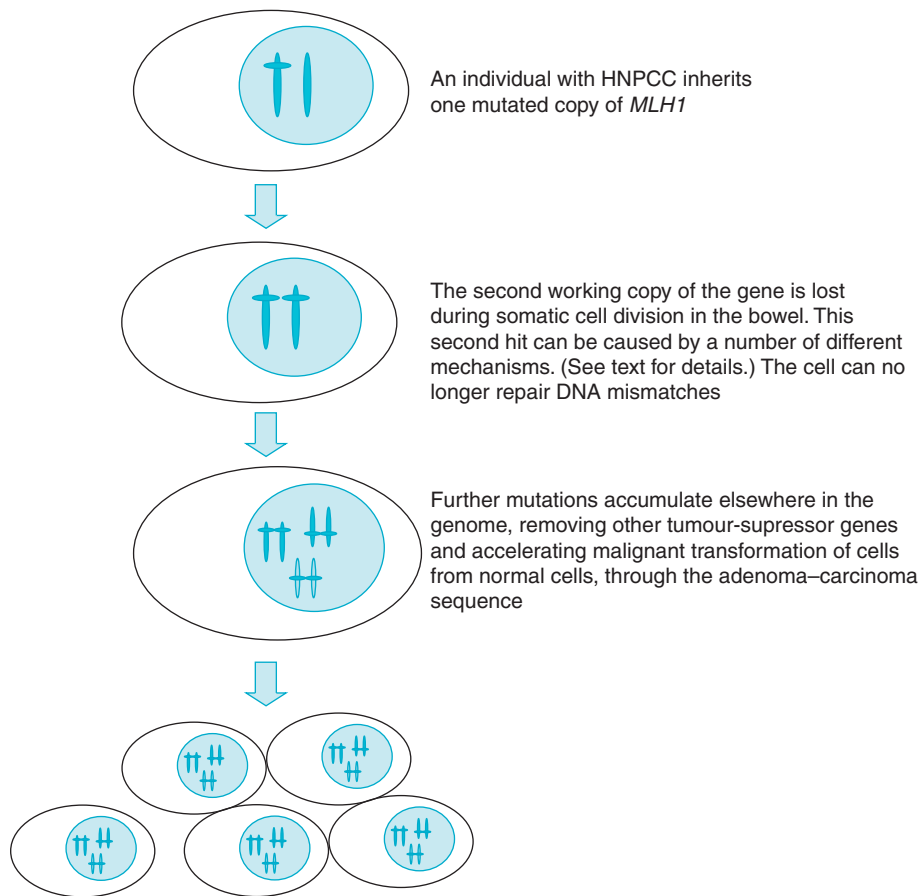 An individual with HNPCC inherits
one mutated copy of MLH1
The second working copy of the gene is lost
during somatic cell division in the bowel. This
second hit can be caused by a number of different
mechanisms. (See text for details.) The cell can no
longer repair DNA mismatches
Further mutations accumulate elsewhere in the
genome, removing other tumour-supressor genes
and accelerating malignant transformation of cells
from normal cells, through the adenoma–carcinoma
sequence